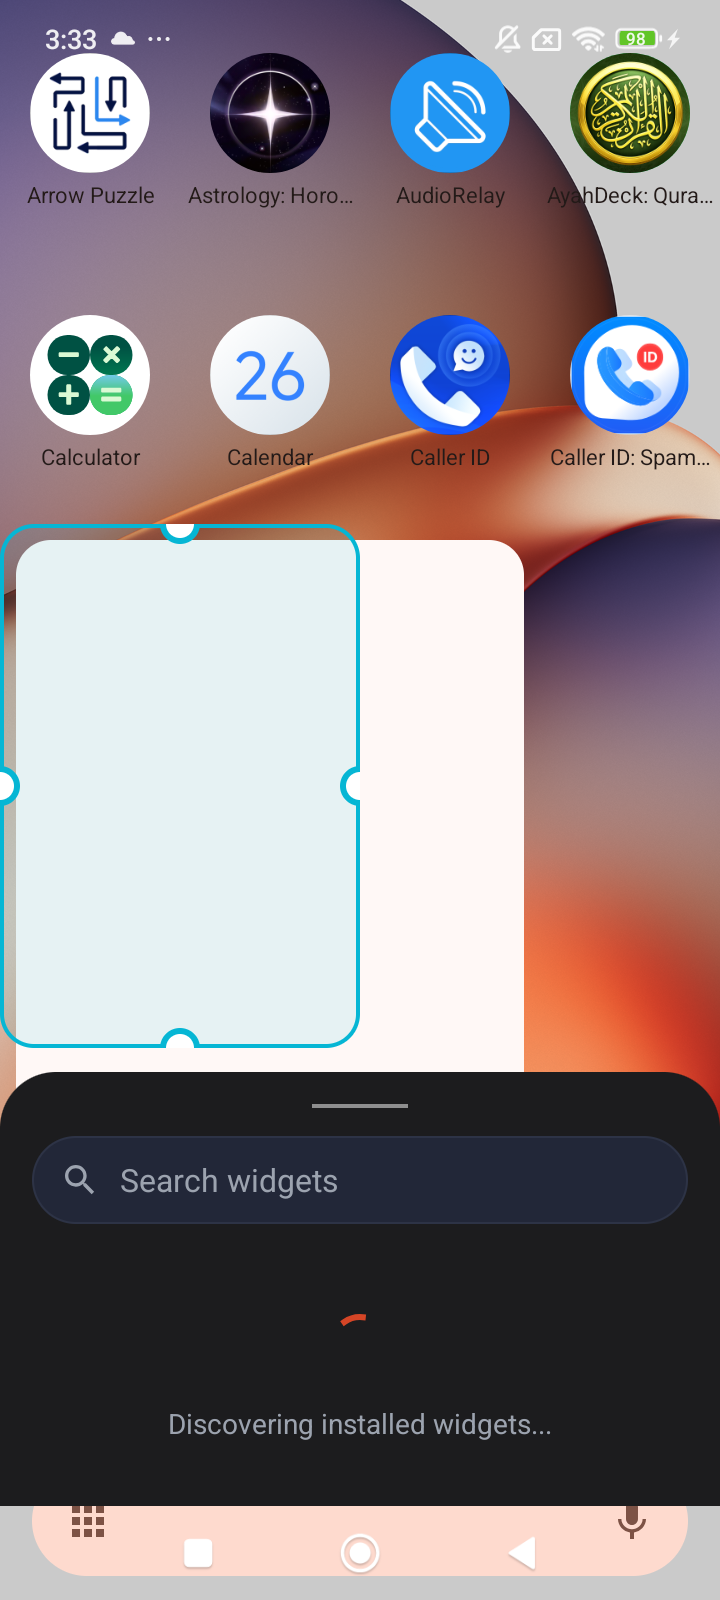 3:33
98
Arrow Puzzle
Astrology: Horo...
AudioRelay
AyahDeck: Qura...
26
ID
Calculator
Calendar
Caller ID
Caller ID: Spam...
Search widgets
Discovering installed widgets...